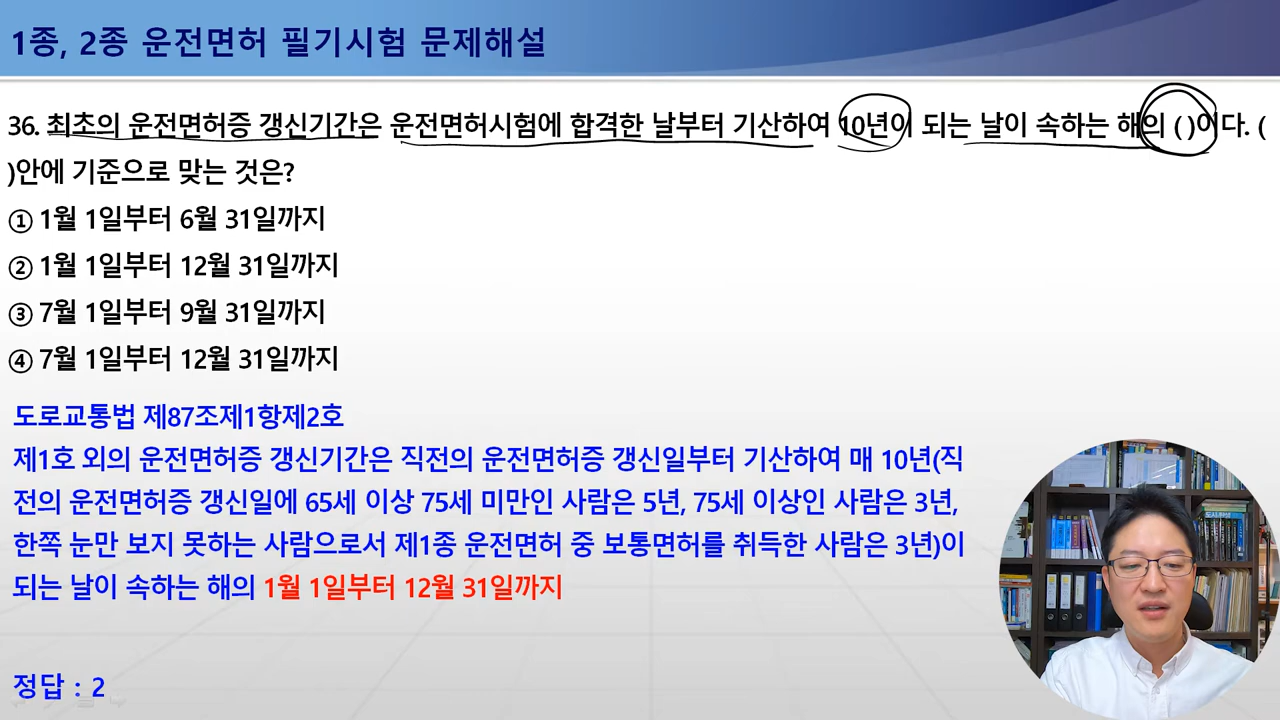 1종, 2종 운전면허 필기시험 문제해설
36. 최초의 운전면허증 갱신기간은 운전면허시험에 합격한 날부터 기산하여 10년이 되는 날이 속하는 해의 ( )이다. (
)안에 기준으로 맞는 것은?
① 1월 1일부터 6월 31일까지
② 1월 1일부터 12월 31일까지
③ 7월 1일부터 9월 31일까지
④ 7월 1일부터 12월 31일까지
도로교통법 제87조제1항제2호
제1호 외의 운전면허증 갱신기간은 직전의 운전면허증 갱신일부터 기산하여 매 10년(직
전의 운전면허증 갱신일에 65세 이상 75세 미만인 사람은 5년, 75세 이상인 사람은 3년,
한쪽 눈만 보지 못하는 사람으로서 제1종 운전면허 중 보통면허를 취득한 사람은 3년)이
되는 날이 속하는 해의 1월 1일부터 12월 31일까지
정답 : 2